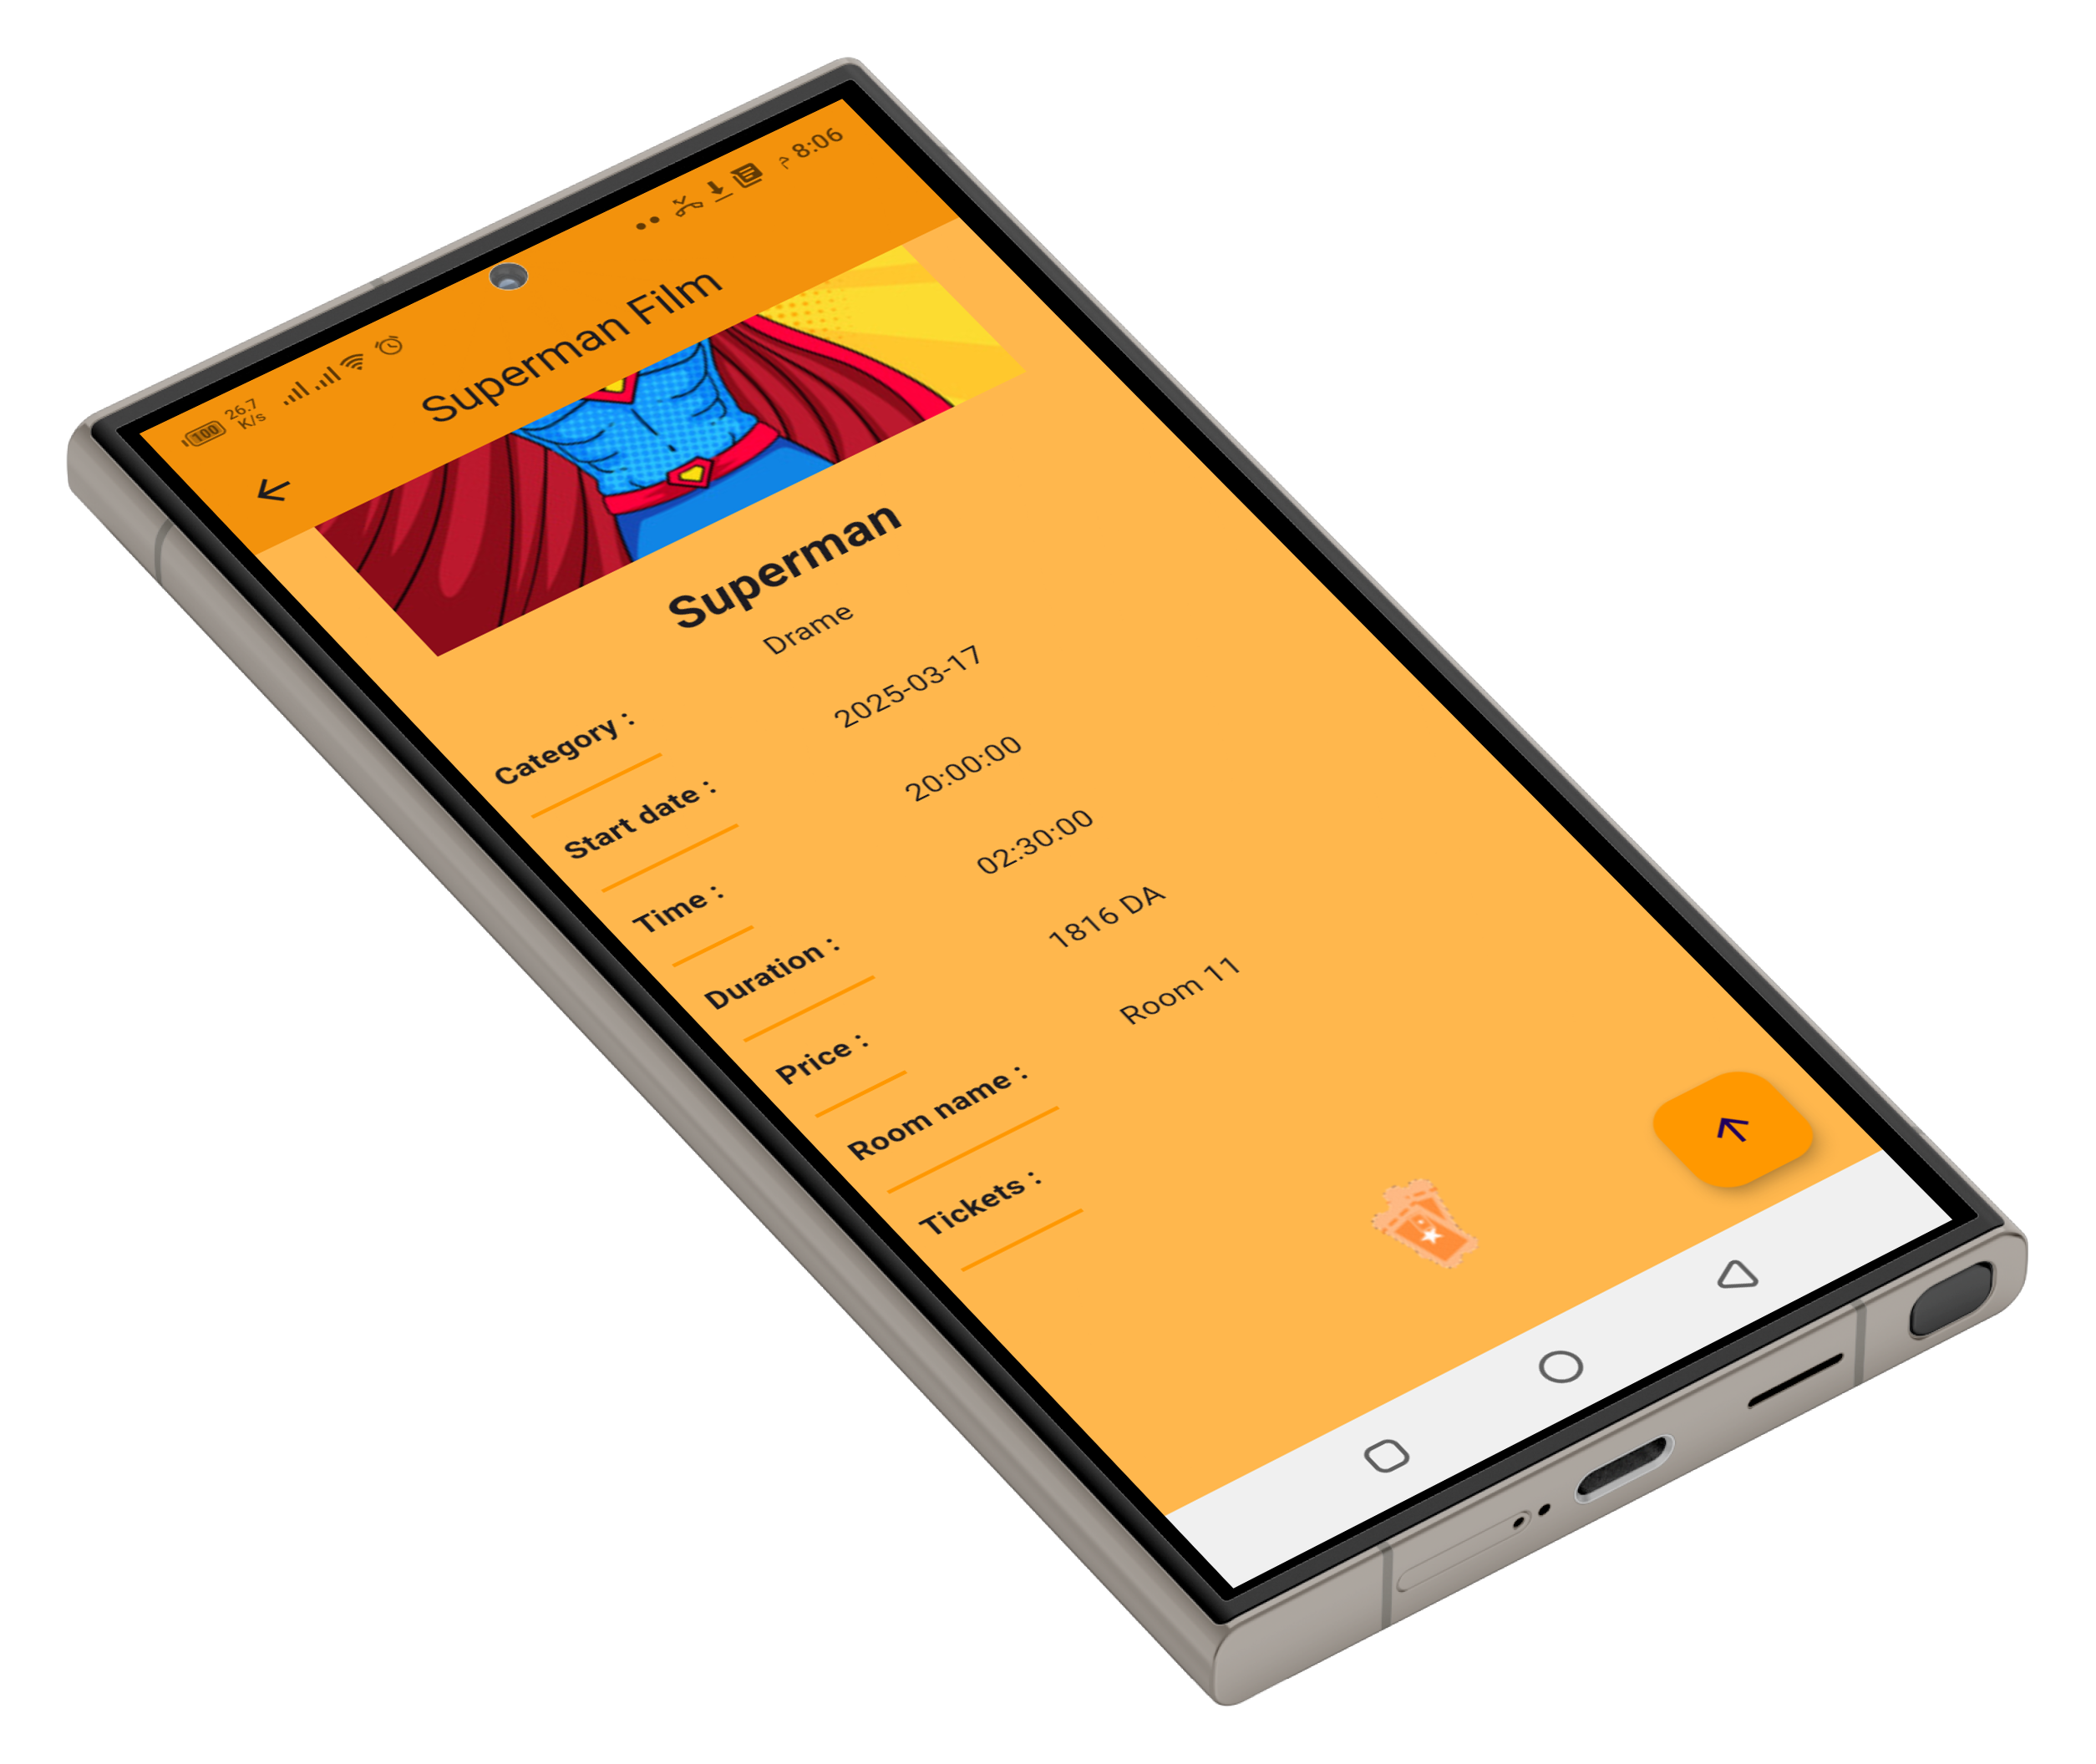 100 26.7 K/s م 8:06
Superman Film
Superman
Category : Drame
Start date : 2025-03-17
Time : 20:00:00
Duration : 02:30:00
Price : 1816 DA
Room name : Room 11
Tickets :